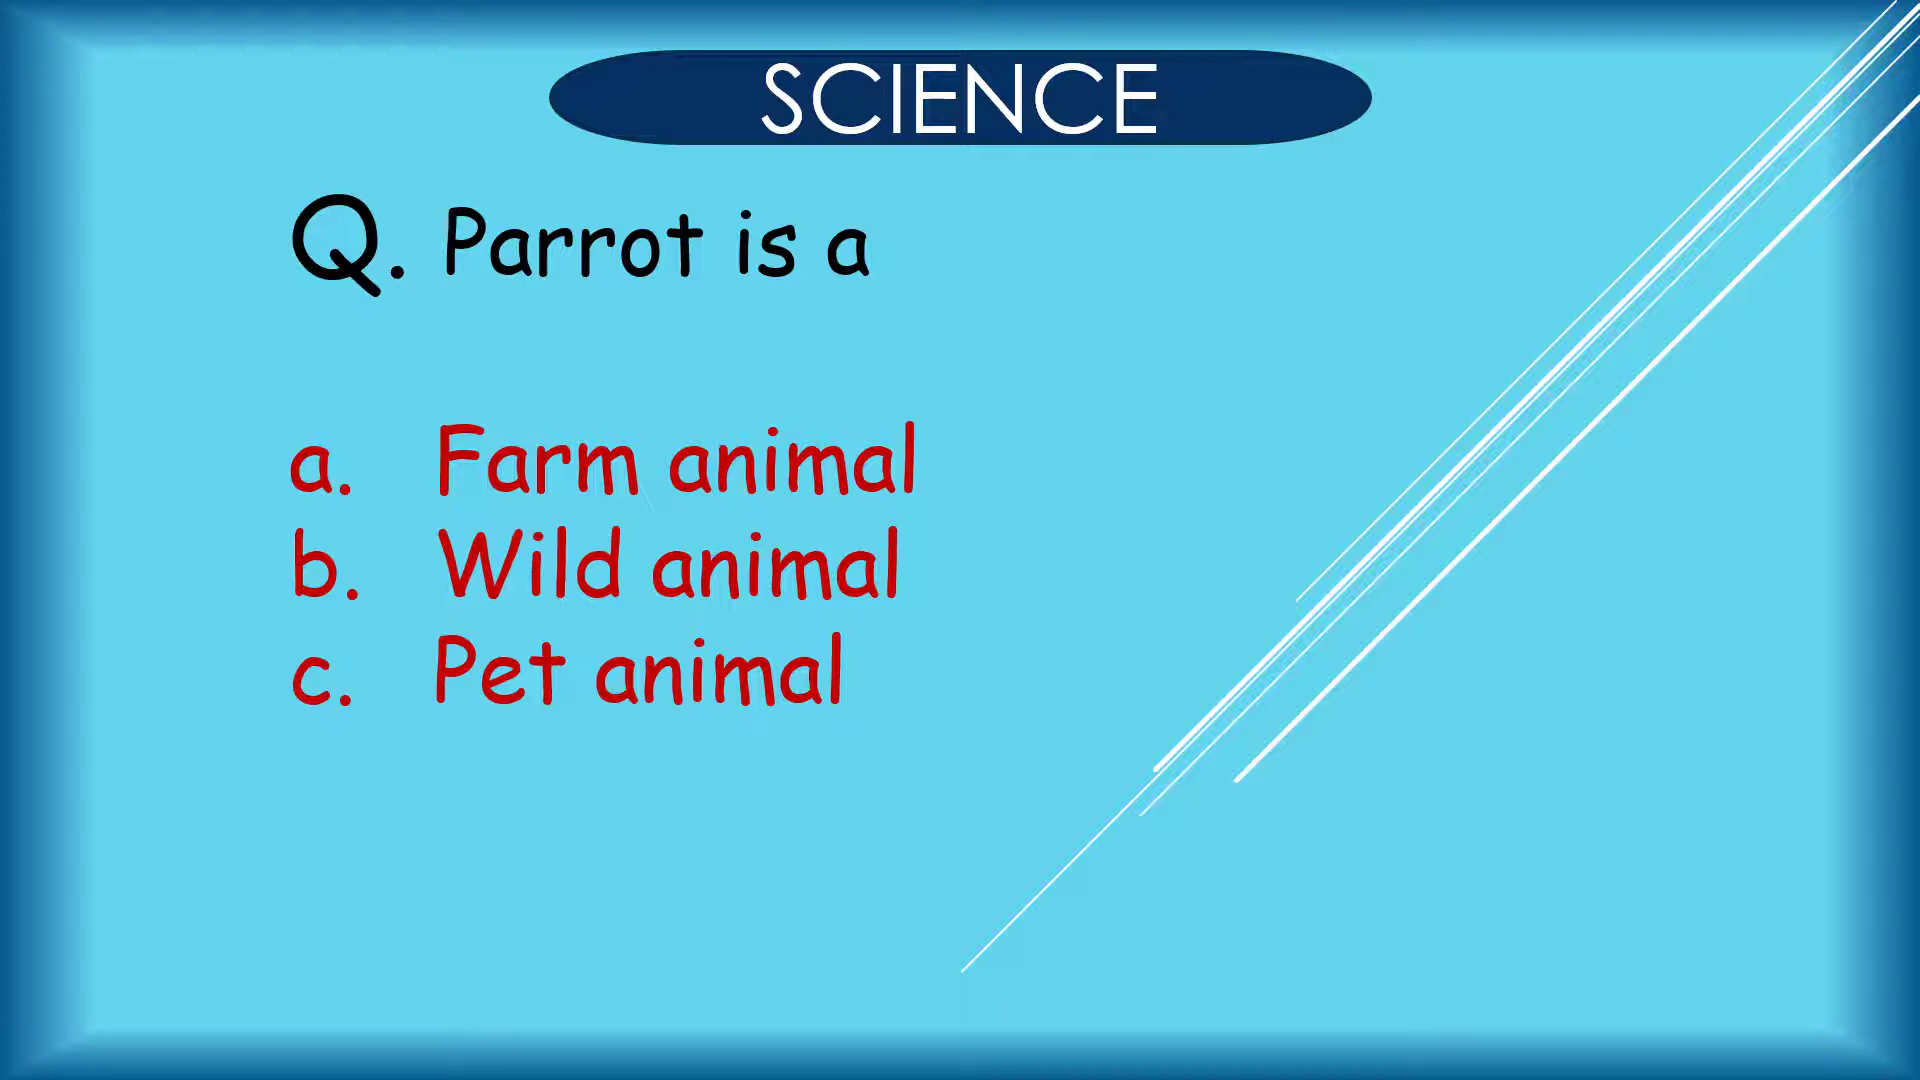 SCIENCE
Q. Parrot is a
a. Farm animal
b. Wild animal
c. Pet animal